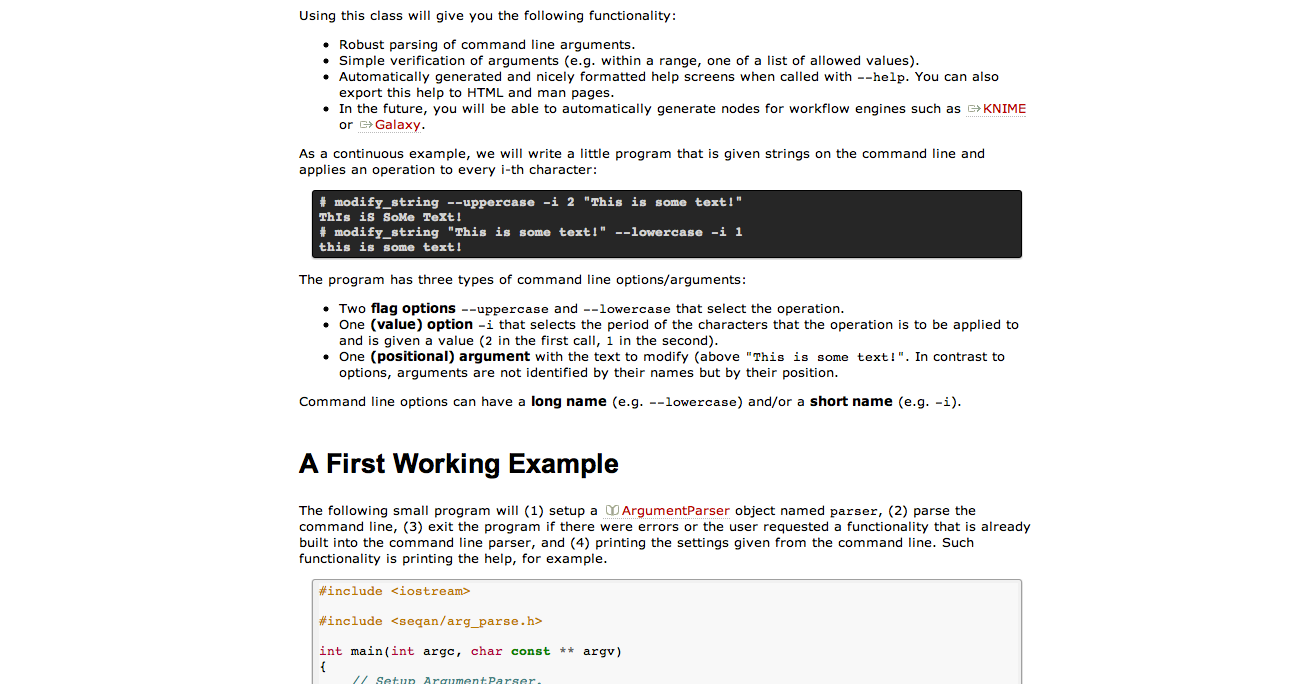 Using this class will give you the following functionality:
• Robust parsing of command line arguments.
• Simple verification of arguments (e.g. within a range, one of a list of allowed values).
• Automatically generated and nicely formatted help screens when called with --help. You can also
export this help to HTML and man pages.
• In the future, you will be able to automatically generate nodes for workflow engines such as KNIME
or Galaxy.
As a continuous example, we will write a little program that is given strings on the command line and
applies an operation to every i-th character:
# modify_string --uppercase -i 2 "This is some text!"
ThIs iS SoMe TeXt!
# modify_string "This is some text!" --lowercase -i 1
this is some text!
The program has three types of command line options/arguments:
• Two flag options --uppercase and --lowercase that select the operation.
• One (value) option -i that selects the period of the characters that the operation is to be applied to
and is given a value (2 in the first call, 1 in the second).
• One (positional) argument with the text to modify (above "This is some text!". In contrast to
options, arguments are not identified by their names but by their position.
Command line options can have a long name (e.g. --lowercase) and/or a short name (e.g. -i).
A First Working Example
The following small program will (1) setup a ArgumentParser object named parser, (2) parse the
command line, (3) exit the program if there were errors or the user requested a functionality that is already
built into the command line parser, and (4) printing the settings given from the command line. Such
functionality is printing the help, for example.
#include <iostream>
#include <seqan/arg_parse.h>
int main(int argc, char const ** argv)
{
// Setup ArgumentParser.